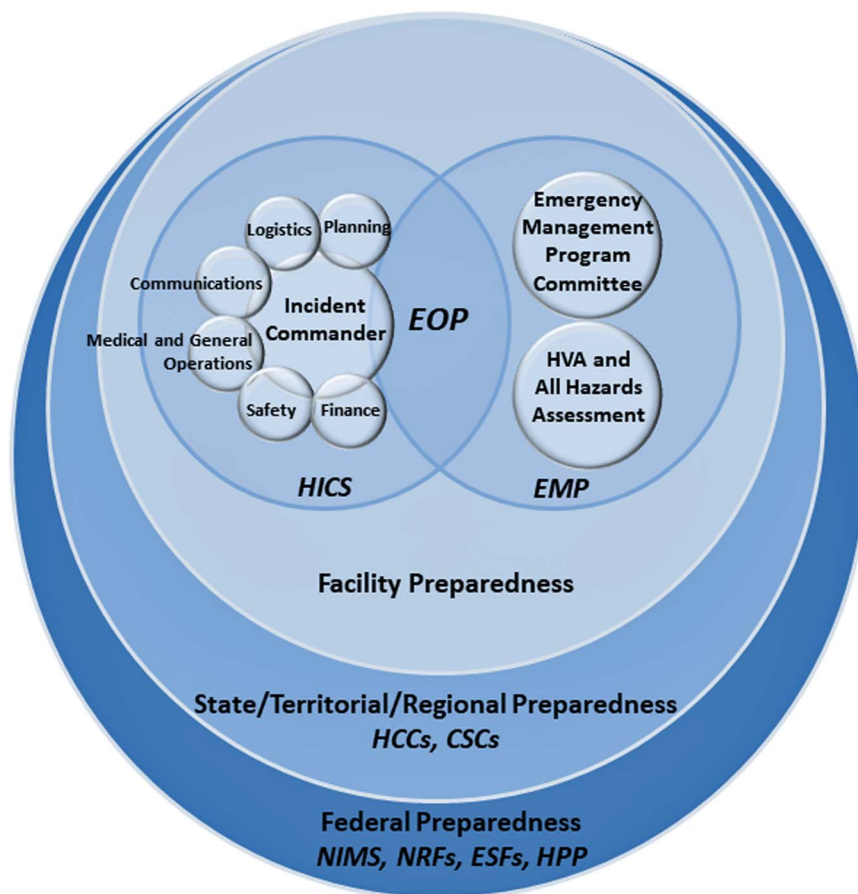 Logistics
Planning
Communications
Incident
Commander
Medical and General
Operations
Safety
Finance
EOP
HICS
Emergency
Management
Program
Committee
HVA and
All Hazards
Assessment
EMP
Facility Preparedness
State/Territorial/Regional Preparedness
HCCs, CSCs
Federal Preparedness
NIMS, NRFs, ESFs, HPP